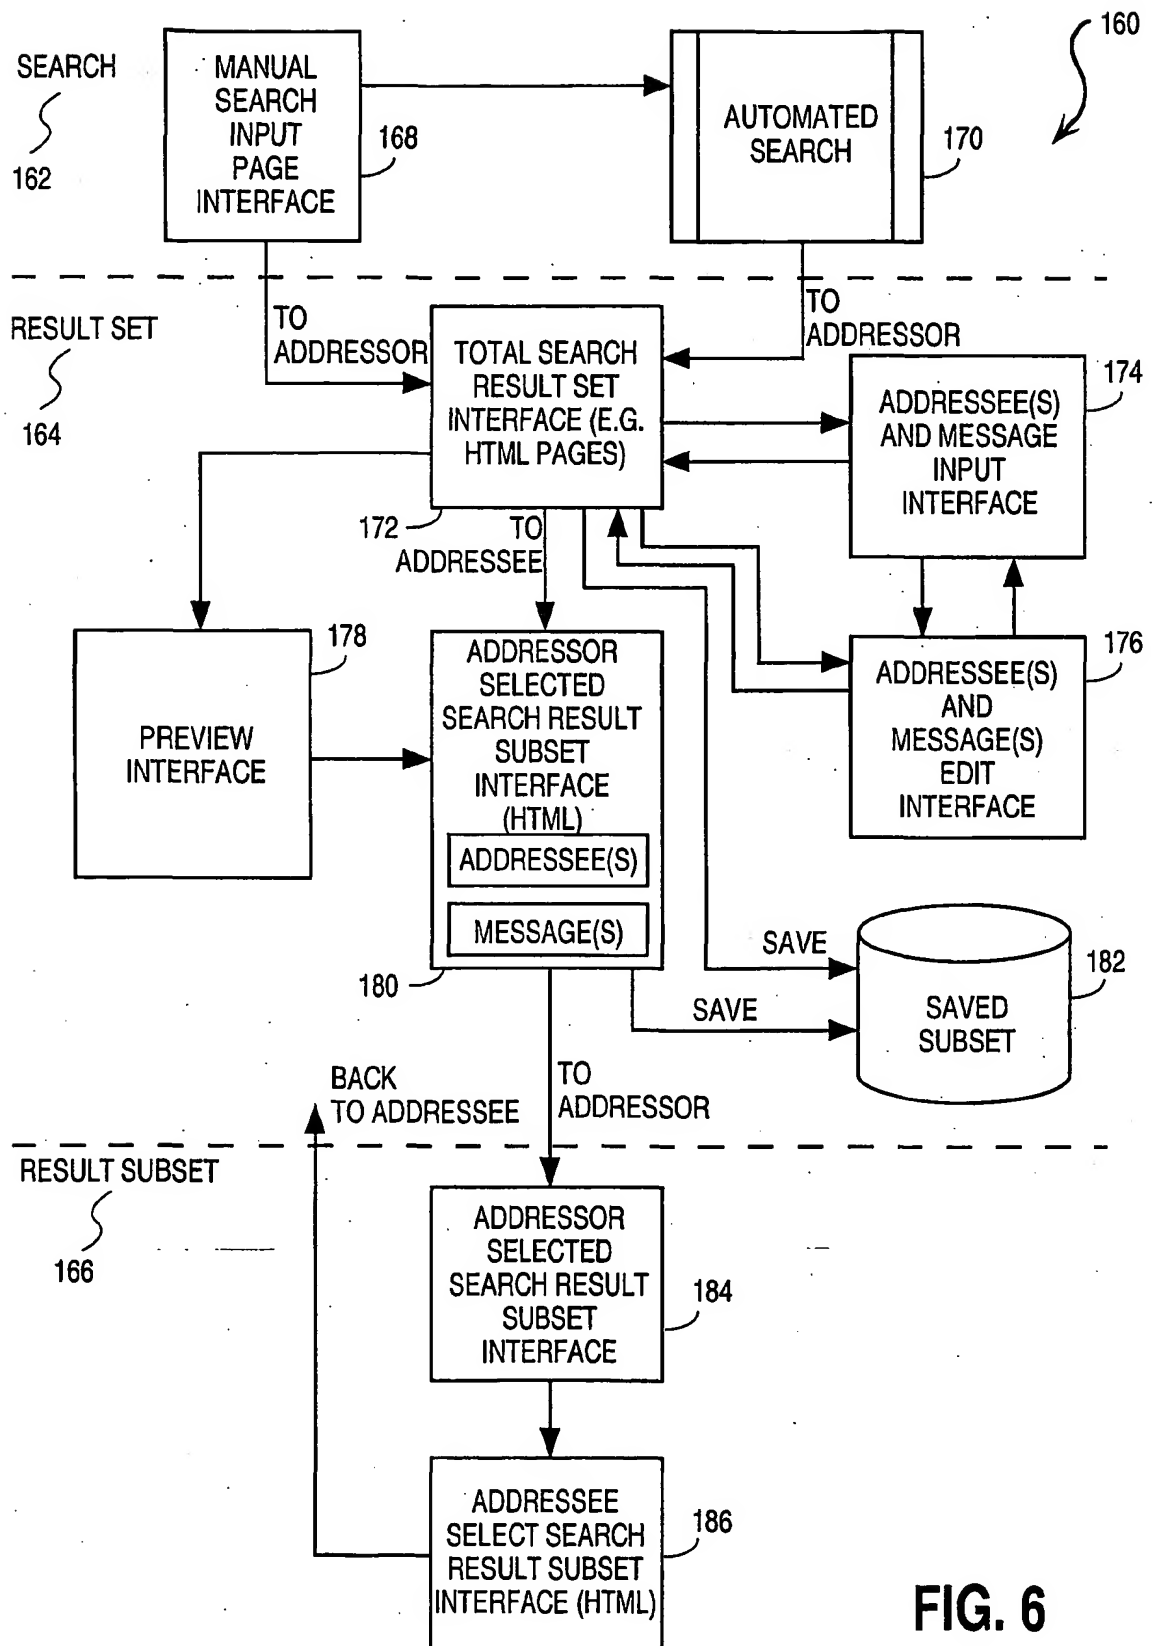 160
SEARCH
162
MANUAL
SEARCH
INPUT
PAGE
INTERFACE
168
AUTOMATED
SEARCH
170
RESULT SET
164
TO
ADDRESSOR
TO
ADDRESSOR
TOTAL SEARCH
RESULT SET
INTERFACE (E.G.
HTML PAGES)
172
ADDRESSEE(S)
AND MESSAGE
INPUT
INTERFACE
174
TO
ADDRESSEE
PREVIEW
INTERFACE
178
ADDRESSOR
SELECTED
SEARCH RESULT
SUBSET
INTERFACE
(HTML)
ADDRESSEE(S)
MESSAGE(S)
180
ADDRESSEE(S)
AND
MESSAGE(S)
EDIT
INTERFACE
176
SAVE
SAVE
SAVED
SUBSET
182
BACK
TO ADDRESSEE
TO
ADDRESSOR
RESULT SUBSET
166
ADDRESSOR
SELECTED
SEARCH RESULT
SUBSET
INTERFACE
184
ADDRESSEE
SELECT SEARCH
RESULT SUBSET
INTERFACE (HTML)
186
FIG. 6